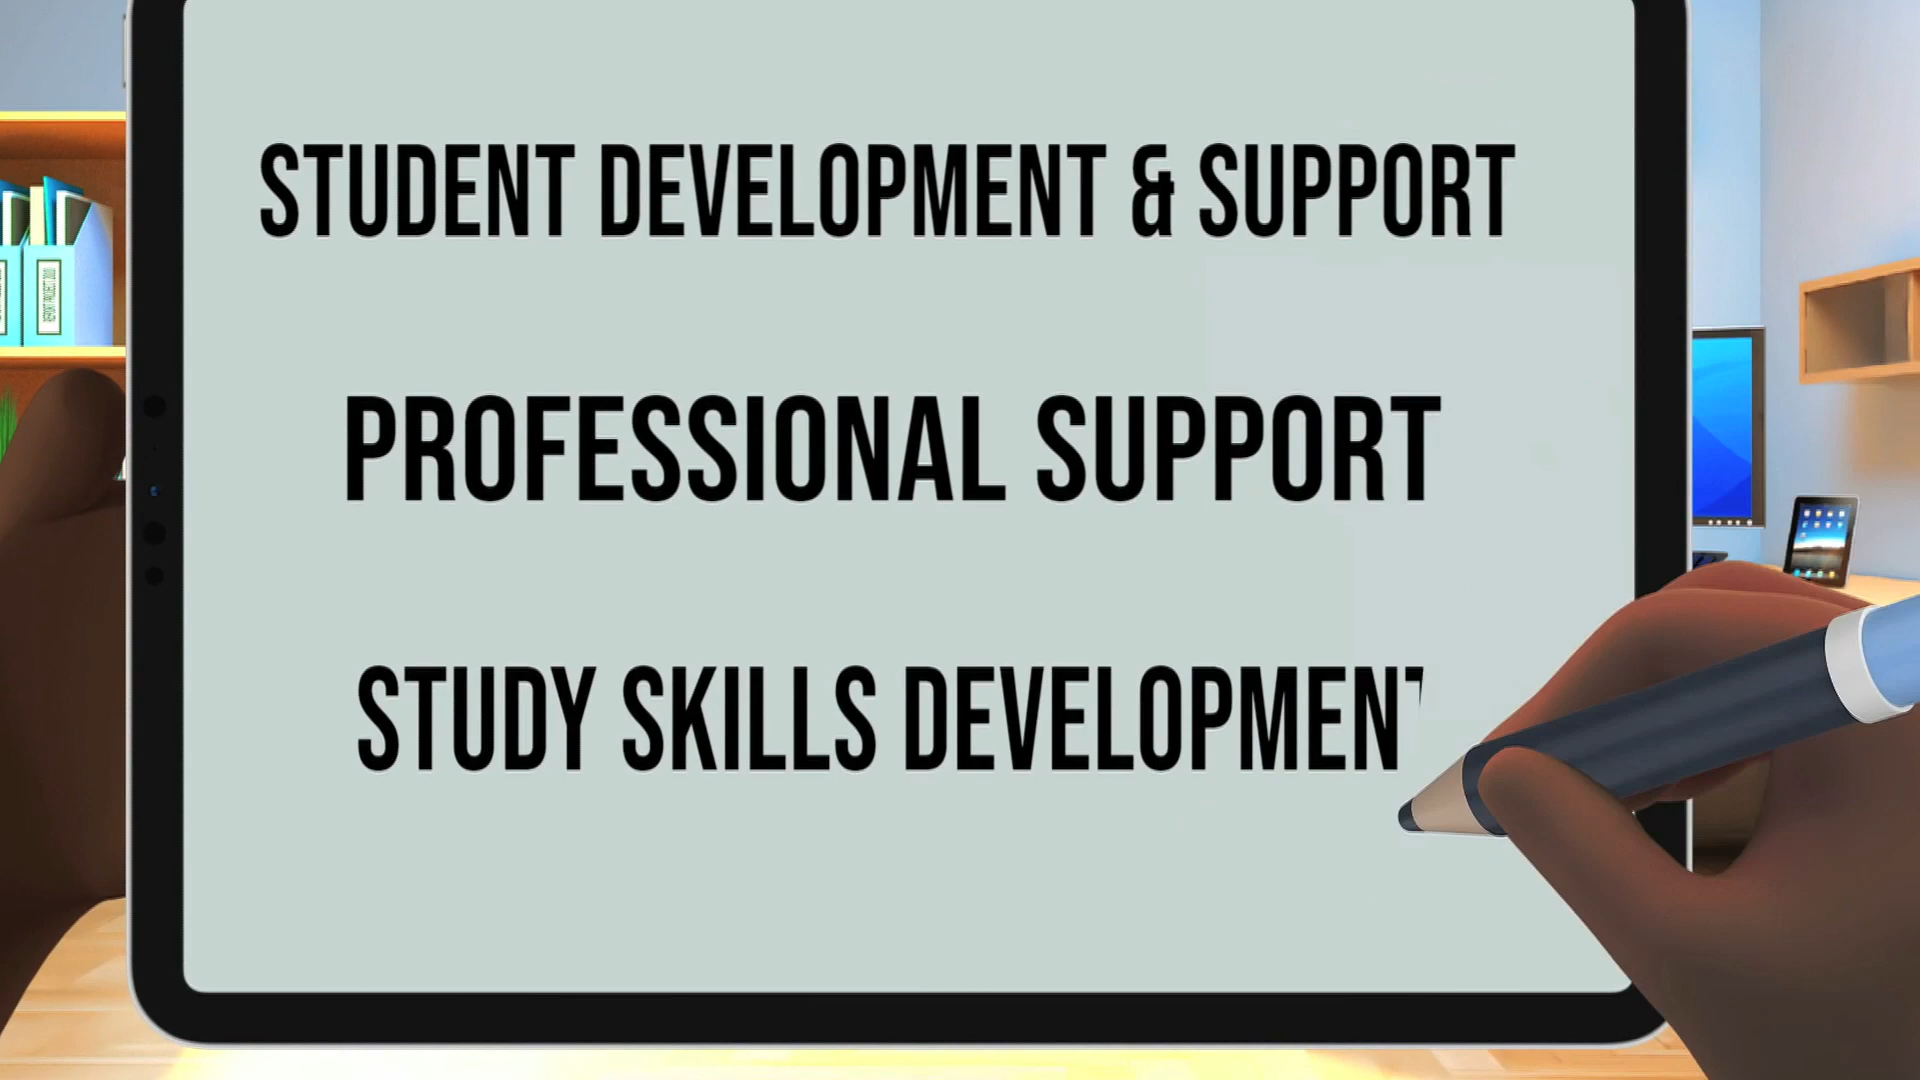 STUDENT DEVELOPMENT & SUPPORT
PROFESSIONAL SUPPORT
STUDY SKILLS DEVELOPMENT